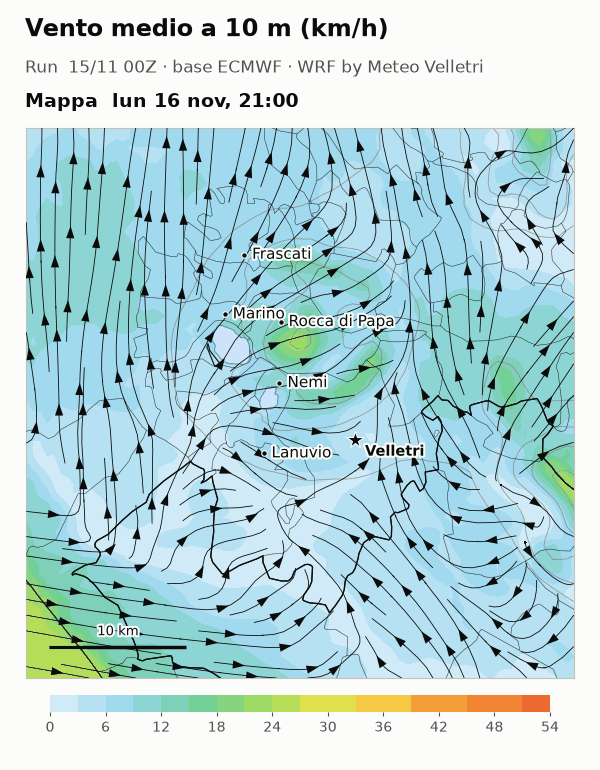 Vento medio a 10 m (km/h)
Run  15/11 00Z · base ECMWF · WRF by Meteo Velletri
Mappa  lun 16 nov, 21:00
Frascati
Marino
Rocca di Papa
Nemi
Velletri
Lanuvio
10 km
0 6 12 18 24 30 36 42 48 54